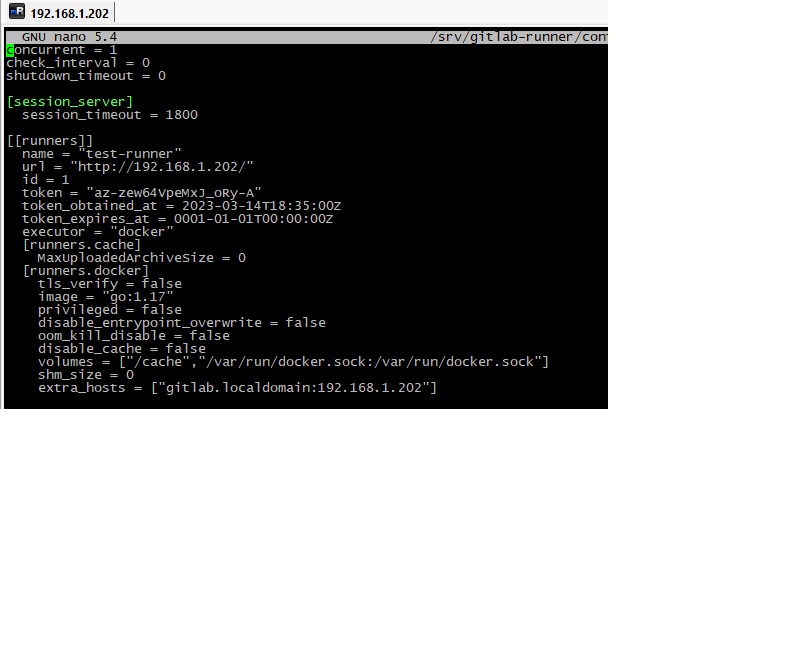 192.168.1.202
GNU nano 5.4 /srv/gitlab-runner/con
concurrent = 1
check_interval = 0
shutdown_timeout = 0
[session_server]
session_timeout = 1800
[[runners]]
name = "test-runner"
url = "http://192.168.1.202/"
id = 1
token = "az-zew64VpeMxJ_oRy-A"
token_obtained_at = 2023-03-14T18:35:00Z
token_expires_at = 0001-01-01T00:00:00Z
executor = "docker"
[runners.cache]
MaxUploadedArchiveSize = 0
[runners.docker]
tls_verify = false
image = "go:1.17"
privileged = false
disable_entrypoint_overwrite = false
oom_kill_disable = false
disable_cache = false
volumes = ["/cache","/var/run/docker.sock:/var/run/docker.sock"]
shm_size = 0
extra_hosts = ["gitlab.localdomain:192.168.1.202"]